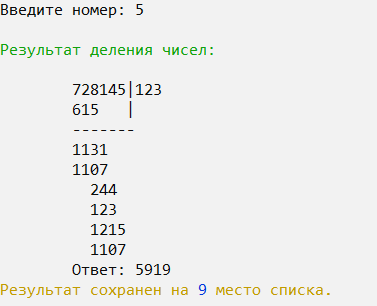 Введите номер: 5
Результат деления чисел:
728145|123
615   |
-------
1131
1107
244
123
1215
1107
Ответ: 5919
Результат сохранен на 9 место списка.